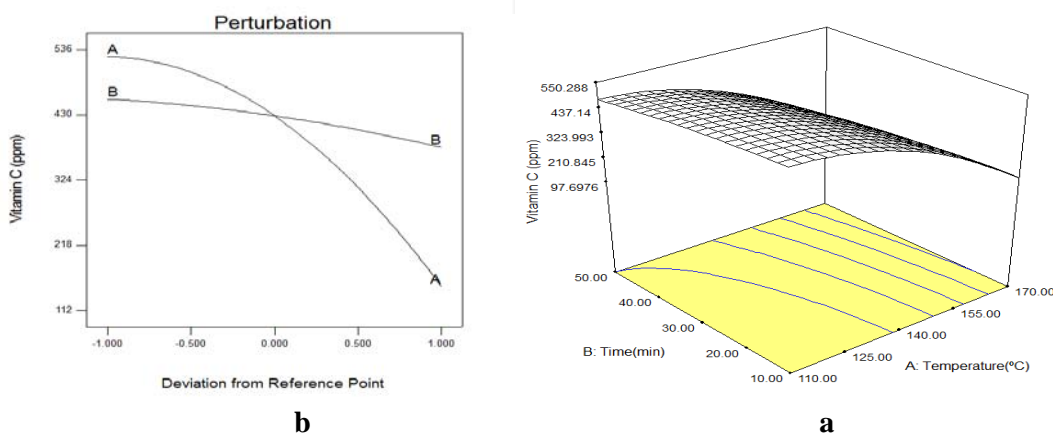 Perturbation
536
430
324
218
112
A
B
B
A
Vitamin C (ppm)
-1.000
-0.500
0.000
0.500
1.000
Deviation from Reference Point
b
550.288
437.14
323.993
210.845
97.6976
Vitamin C (ppm)
50.00
40.00
30.00
20.00
10.00
B: Time(min)
110.00
125.00
140.00
155.00
170.00
A: Temperature(ºC)
a